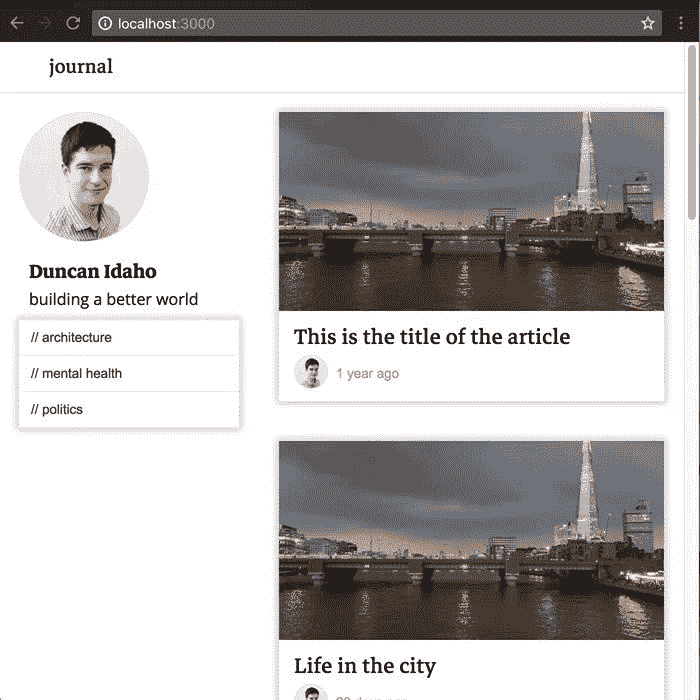 localhost:3000
journal
Duncan Idaho
building a better world
// architecture
// mental health
// politics
This is the title of the article
1 year ago
Life in the city